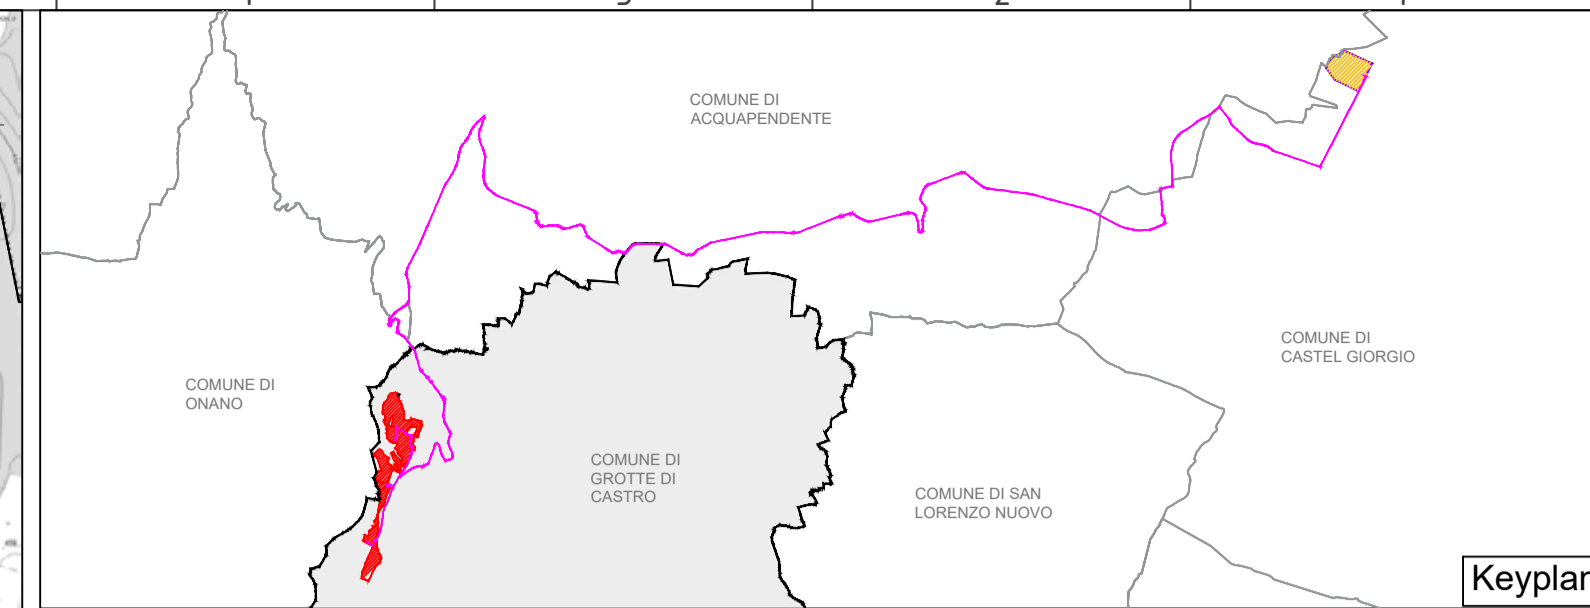 COMUNE DI
ACQUAPENDENTE
COMUNE DI
CASTEL GIORGIO
COMUNE DI
ONANO
COMUNE DI
GROTTE DI
CASTRO
COMUNE DI SAN
LORENZO NUOVO
Keyplan